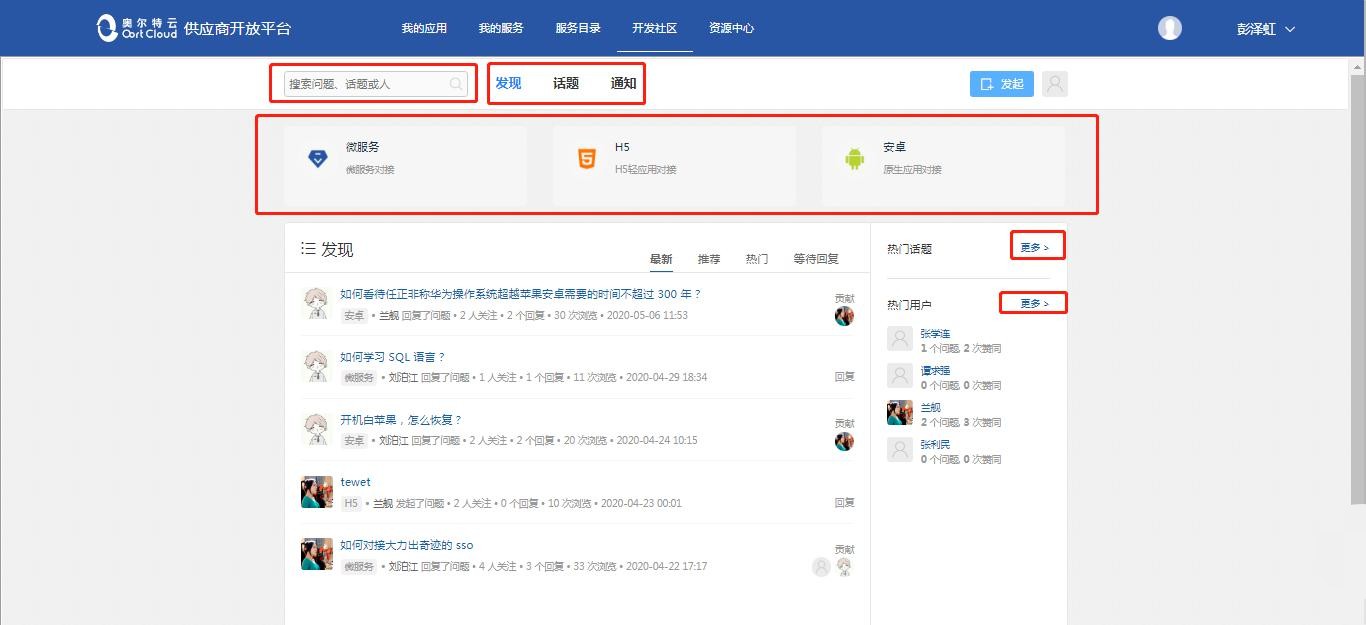 奥尔特云
OortCloud
供应商开放平台
我的应用 我的服务 服务目录 开发社区 资源中心
彭泽虹
搜索问题、话题或人
发现 话题 通知
发起
微服务
微服务对接
H5
H5轻应用对接
安卓
原生应用对接
发现
最新 推荐 热门 等待回复
如何看待任正非称华为操作系统超越苹果安卓需要的时间不超过 300 年？
贡献
安卓 • 兰舰 回复了问题 • 2 人关注 • 2 个回复 • 30 次浏览 • 2020-05-06 11:53
如何学习 SQL 语言？
微服务 • 刘泊江 回复了问题 • 1 人关注 • 1 个回复 • 11 次浏览 • 2020-04-29 18:34
回复
开机白苹果，怎么恢复？
贡献
安卓 • 刘泊江 回复了问题 • 2 人关注 • 2 个回复 • 20 次浏览 • 2020-04-24 10:15
tewet
H5 • 兰舰 发起了问题 • 2 人关注 • 0 个回复 • 10 次浏览 • 2020-04-23 00:01
回复
如何对接大力出奇迹的 sso
贡献
微服务 • 刘泊江 回复了问题 • 4 人关注 • 3 个回复 • 33 次浏览 • 2020-04-22 17:17
热门话题
更多 >
热门用户
更多 >
张学连
1 个问题, 2 次赞同
谭求强
0 个问题, 0 次赞同
兰舰
2 个问题, 3 次赞同
张利民
0 个问题, 0 次赞同